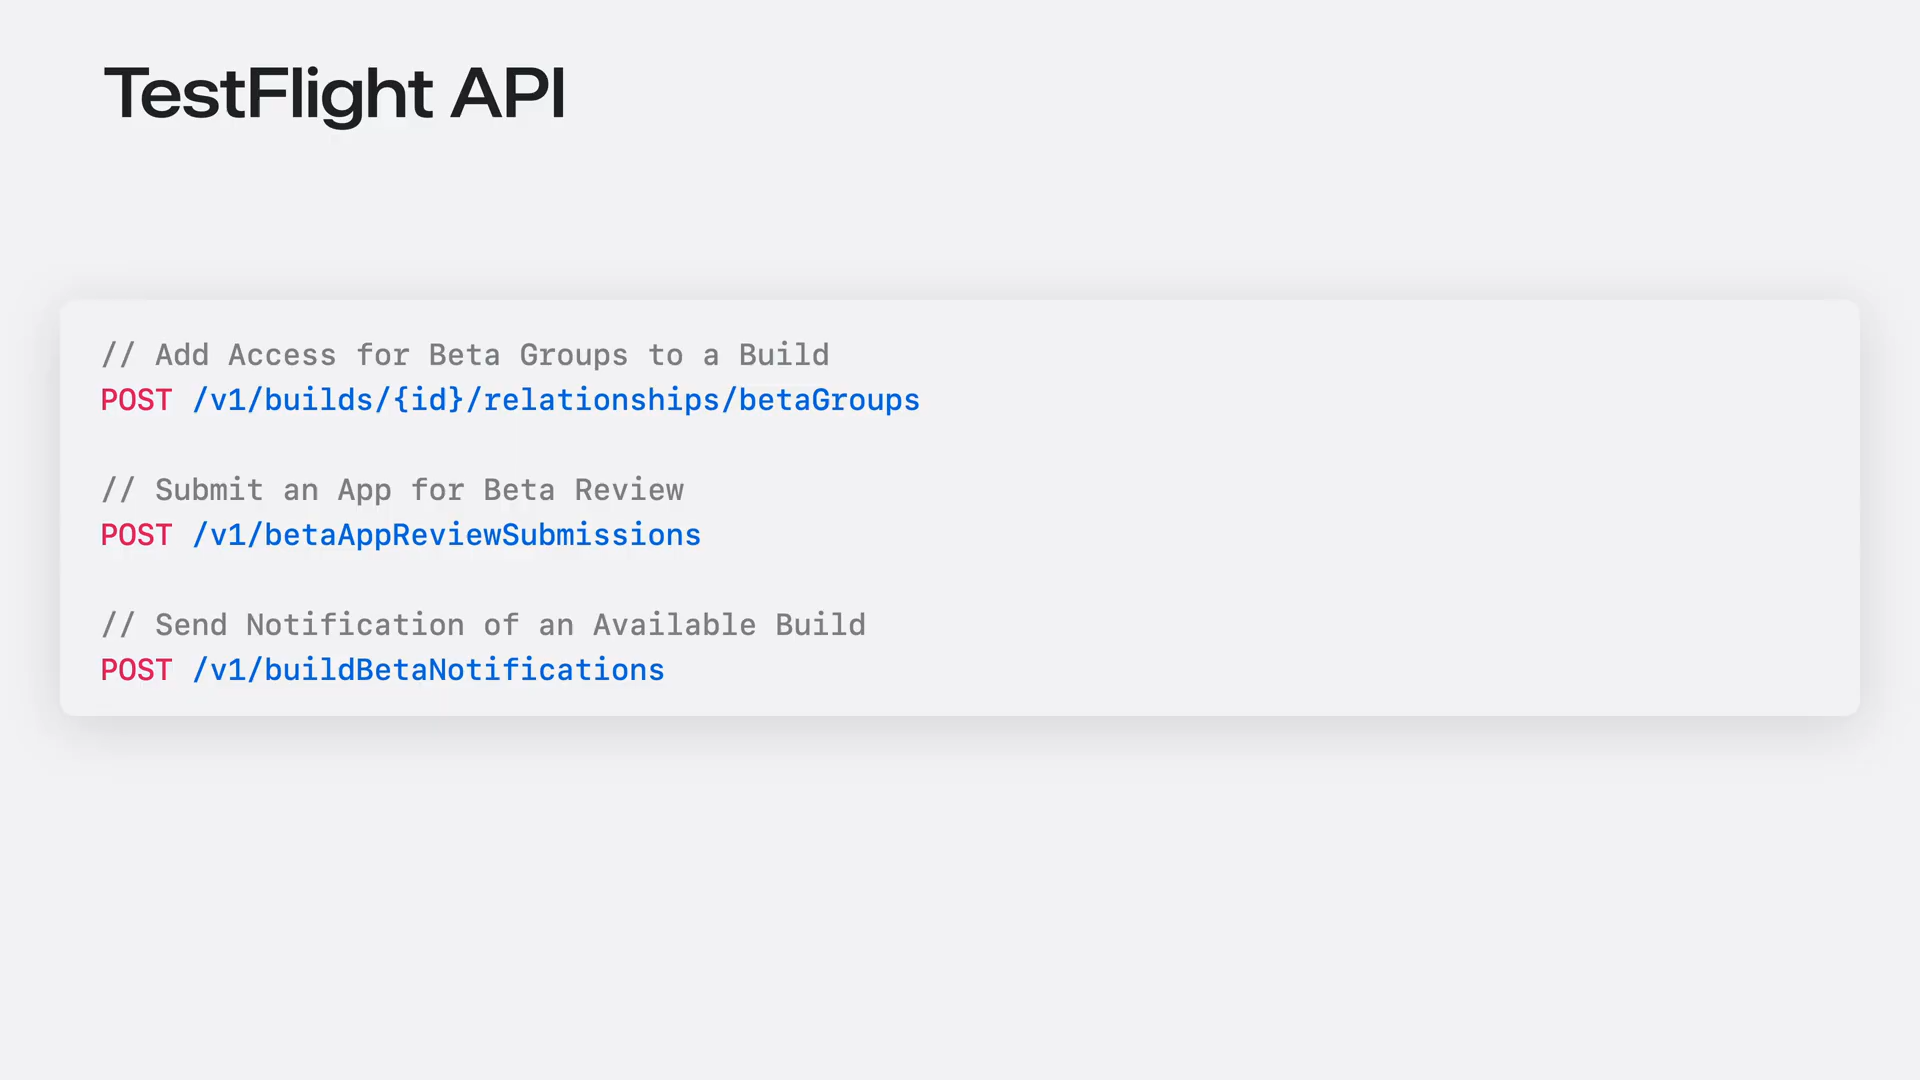 TestFlight API
// Add Access for Beta Groups to a Build
POST /v1/builds/{id}/relationships/betaGroups
// Submit an App for Beta Review
POST /v1/betaAppReviewSubmissions
// Send Notification of an Available Build
POST /v1/buildBetaNotifications